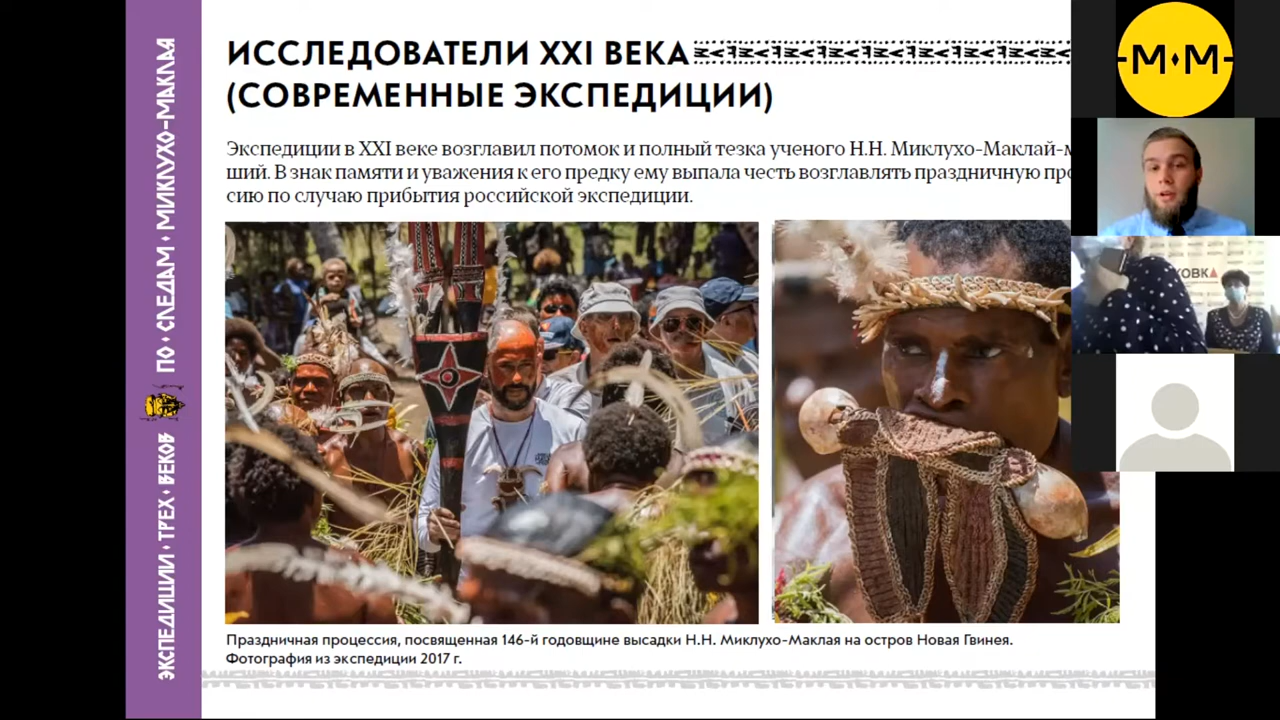 ИССЛЕДОВАТЕЛИ XXI ВЕКА
(СОВРЕМЕННЫЕ ЭКСПЕДИЦИИ)
Экспедиции в XXI веке возглавил потомок и полный тезка ученого Н.Н. Миклухо-Маклай-м
ший. В знак памяти и уважения к его предку ему выпала честь возглавлять праздничную про
сию по случаю прибытия российской экспедиции.
Праздничная процессия, посвященная 146-й годовщине высадки Н.Н. Миклухо-Маклая на остров Новая Гвинея.
Фотография из экспедиции 2017 г.
ЭКСПЕДИЦИИ • ТРЕХ • ВЕКОВ
ПО • СЛЕДАМ • МИКЛУХО-МАКЛАЯ
-М•М-
ХОВКА